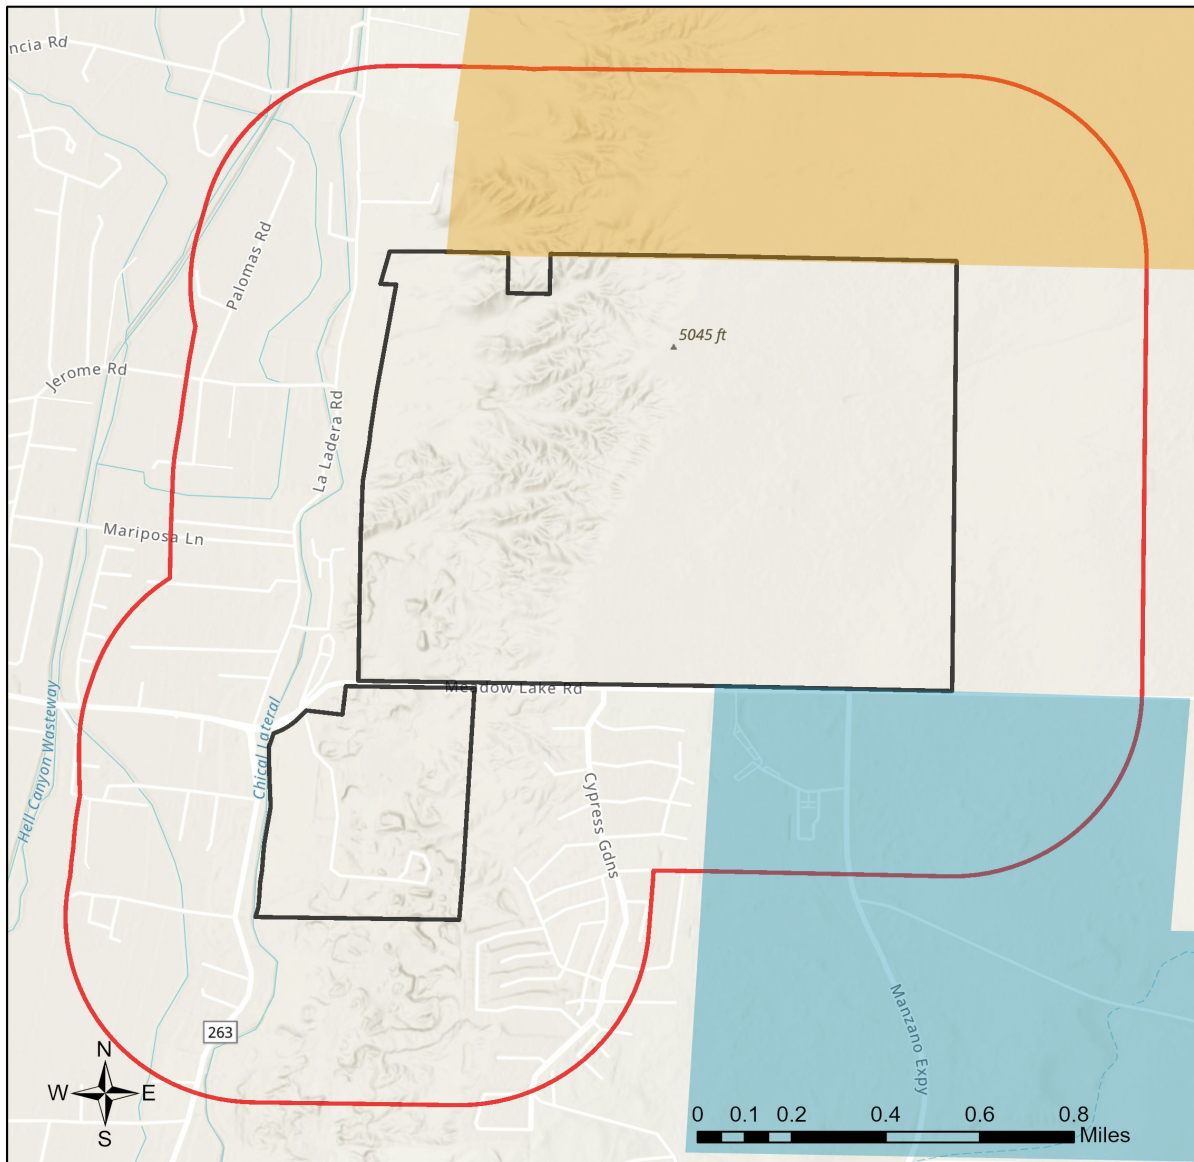 ncia Rd
Palomas Rd
5045 ft
Jerome Rd
La Ladera Rd
Mariposa Ln
Meadow Lake Rd
Hell Canyon Wasteway
Chical Lateral
Cypress Gdns
Manzano Expy
263
N
W E
S
0 0.1 0.2 0.4 0.6 0.8
Miles